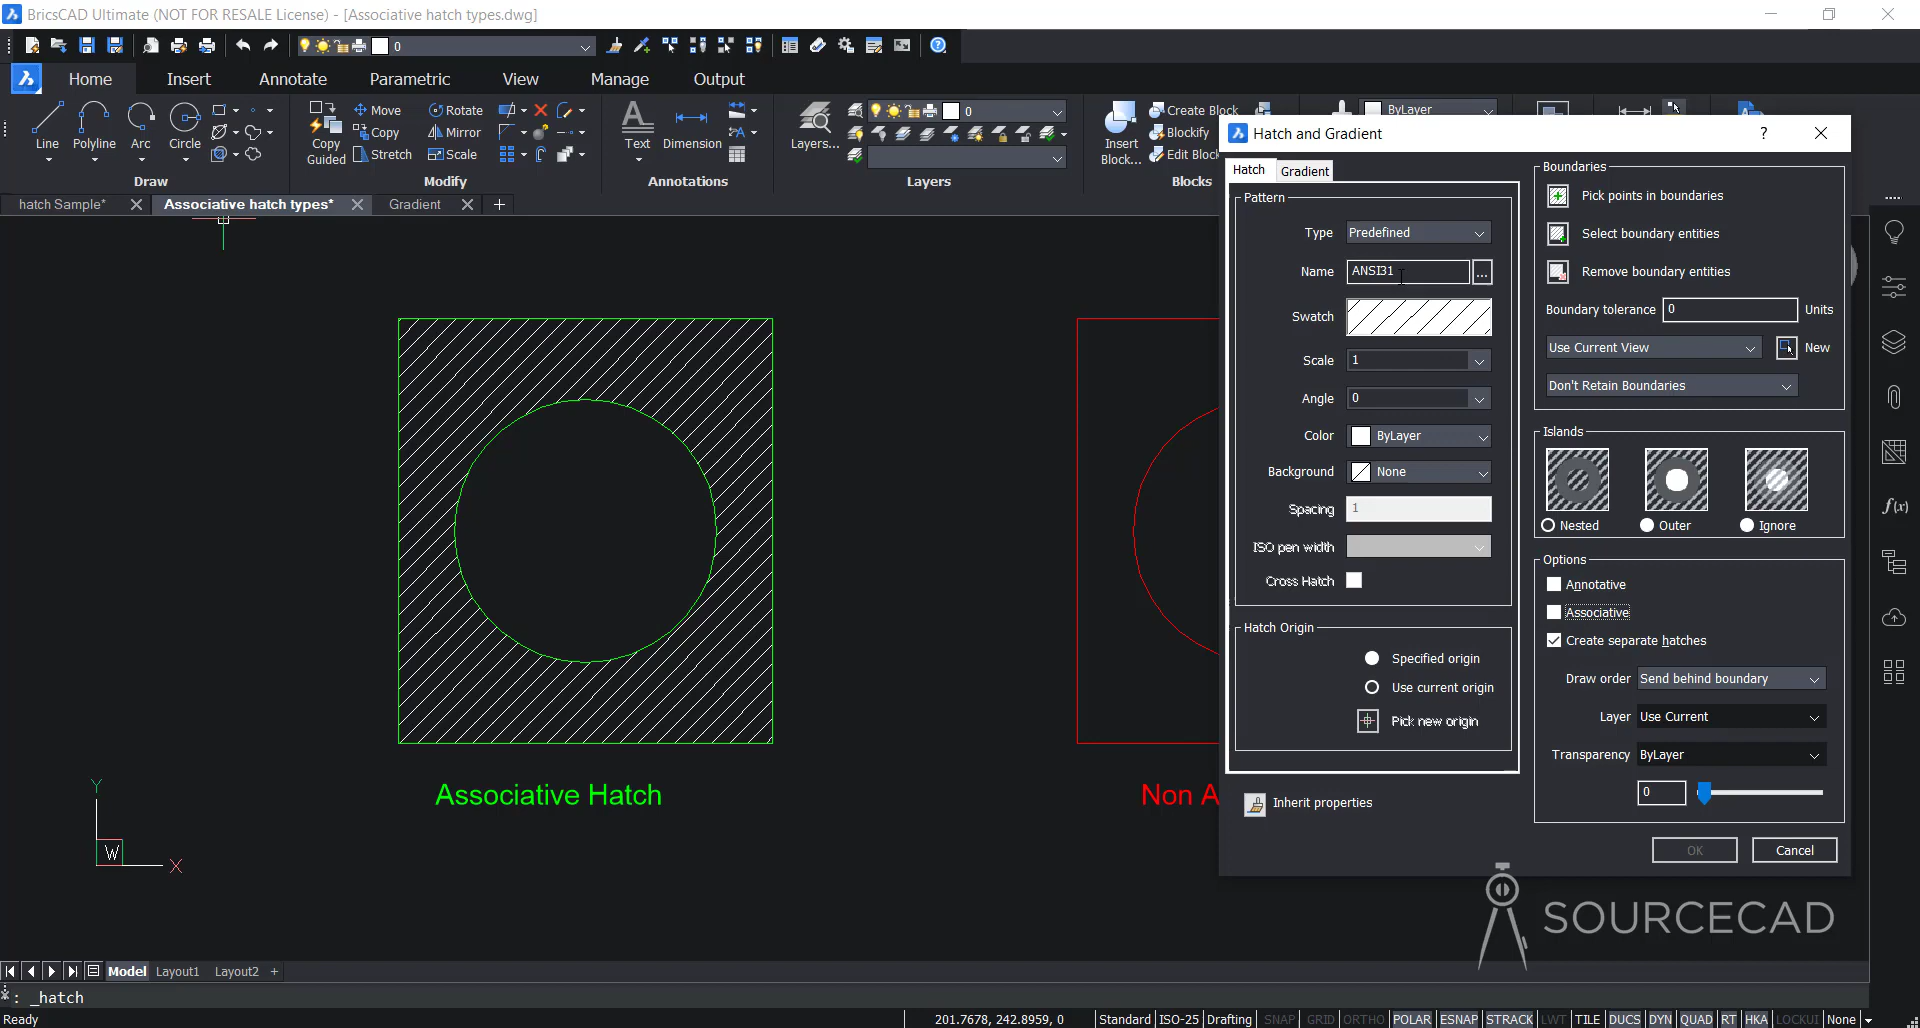 BricsCAD Ultimate (NOT FOR RESALE License) - [Associative hatch types.dwg]
0
Home Insert Annotate Parametric View Manage Output
Line Polyline Arc Circle
Copy Guided
Move Rotate
Copy Mirror
Stretch Scale
Text Dimension
Layers...
0
Insert Block...
Create Block
Blockify
Edit Block
ByLayer
Draw Modify Annotations Layers Blocks
hatch Sample* Associative hatch types* Gradient +
Associative Hatch
Non A
Y
W
X
Hatch and Gradient ?
Hatch Gradient
Pattern
Type Predefined
Name ANSI31 ...
Swatch
Scale 1
Angle 0
Color ByLayer
Background None
Spacing 1
ISO pen width
Cross Hatch
Hatch Origin
Specified origin
Use current origin
Pick new origin
Inherit properties
Boundaries
Pick points in boundaries
Select boundary entities
Remove boundary entities
Boundary tolerance 0 Units
Use Current View New
Don't Retain Boundaries
Islands
Nested Outer Ignore
Options
Annotative
Associative
Create separate hatches
Draw order Send behind boundary
Layer Use Current
Transparency ByLayer
0
OK Cancel
f(x)
SOURCECAD
Model Layout1 Layout2 +
: _hatch
Ready 201.7678, 242.8959, 0 Standard ISO-25 Drafting SNAP GRID ORTHO POLAR ESNAP STRACK LWT TILE DUCS DYN QUAD RT HKA LOCKUI None